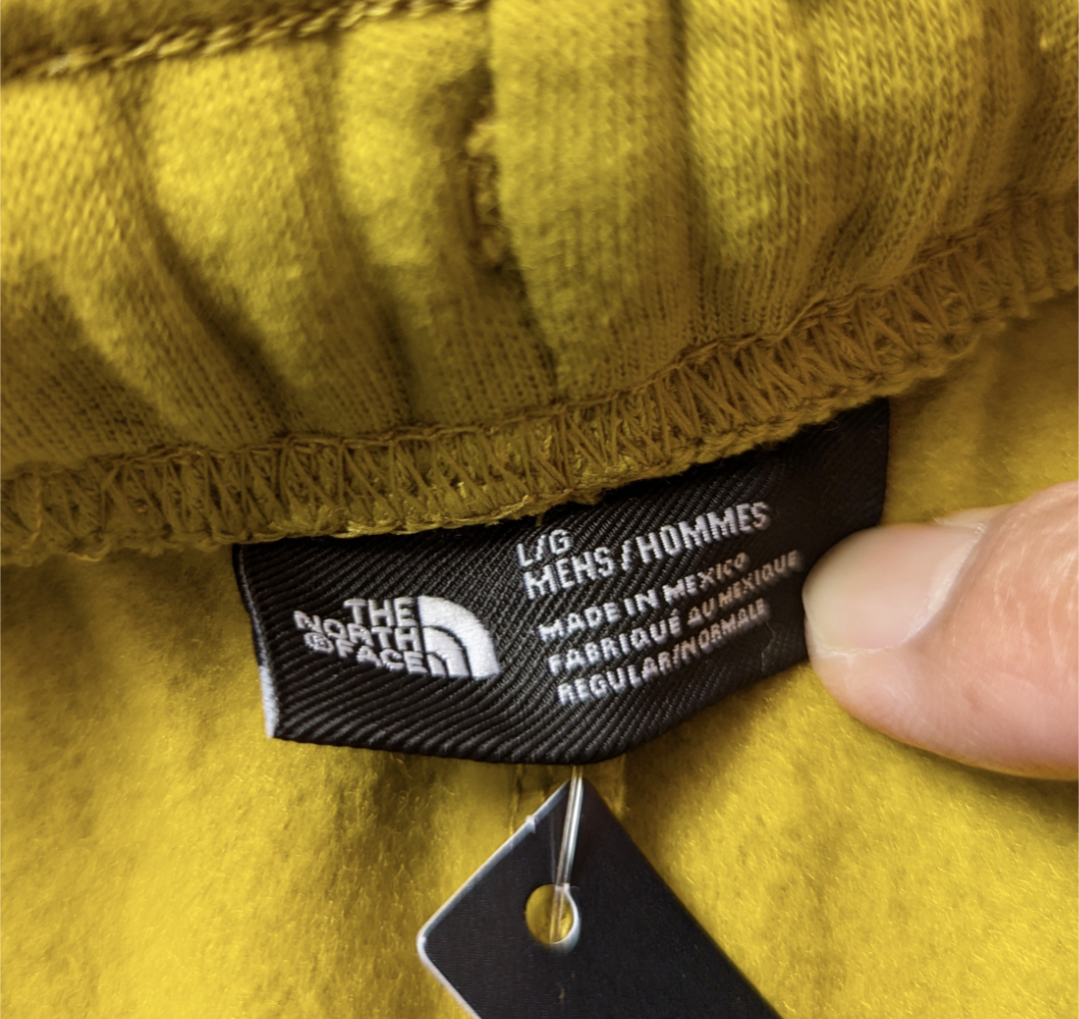 THE
NORTH
®FACE
L/G
MENS/HOMMES
MADE IN MEXICO
FABRIQUÉ AU MEXIQUE
REGULAR/NORMALE